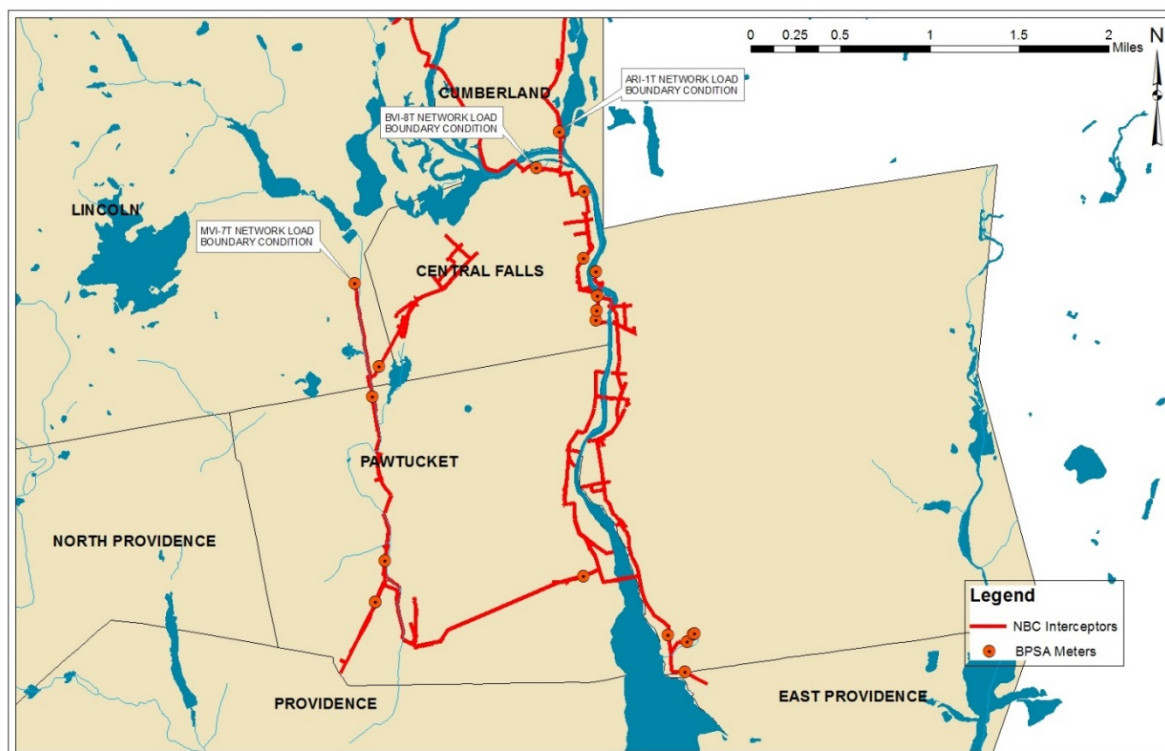 0 0.25 0.5 1 1.5 2
Miles
N
ARI-1T NETWORK LOAD
BOUNDARY CONDITION
CUMBERLAND
BVI-8T NETWORK LOAD
BOUNDARY CONDITION
LINCOLN
MVI-7T NETWORK LOAD
BOUNDARY CONDITION
CENTRAL FALLS
PAWTUCKET
NORTH PROVIDENCE
Legend
NBC Interceptors
BPSA Meters
PROVIDENCE
EAST PROVIDENCE